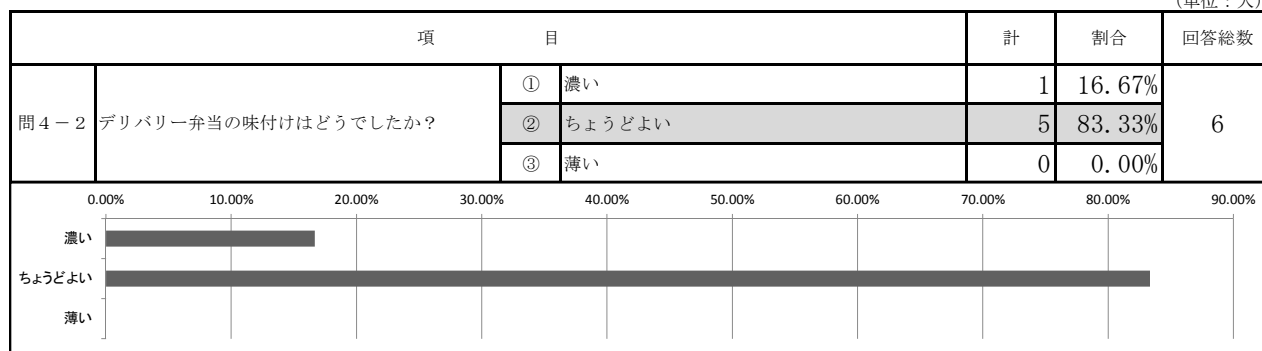 (単位：人)
項 目 計 割合 回答総数
問４－２ デリバリー弁当の味付けはどうでしたか？ ① 濃い 1 16.67% 6
② ちょうどよい 5 83.33%
③ 薄い 0 0.00%
0.00% 10.00% 20.00% 30.00% 40.00% 50.00% 60.00% 70.00% 80.00% 90.00%
濃い
ちょうどよい
薄い